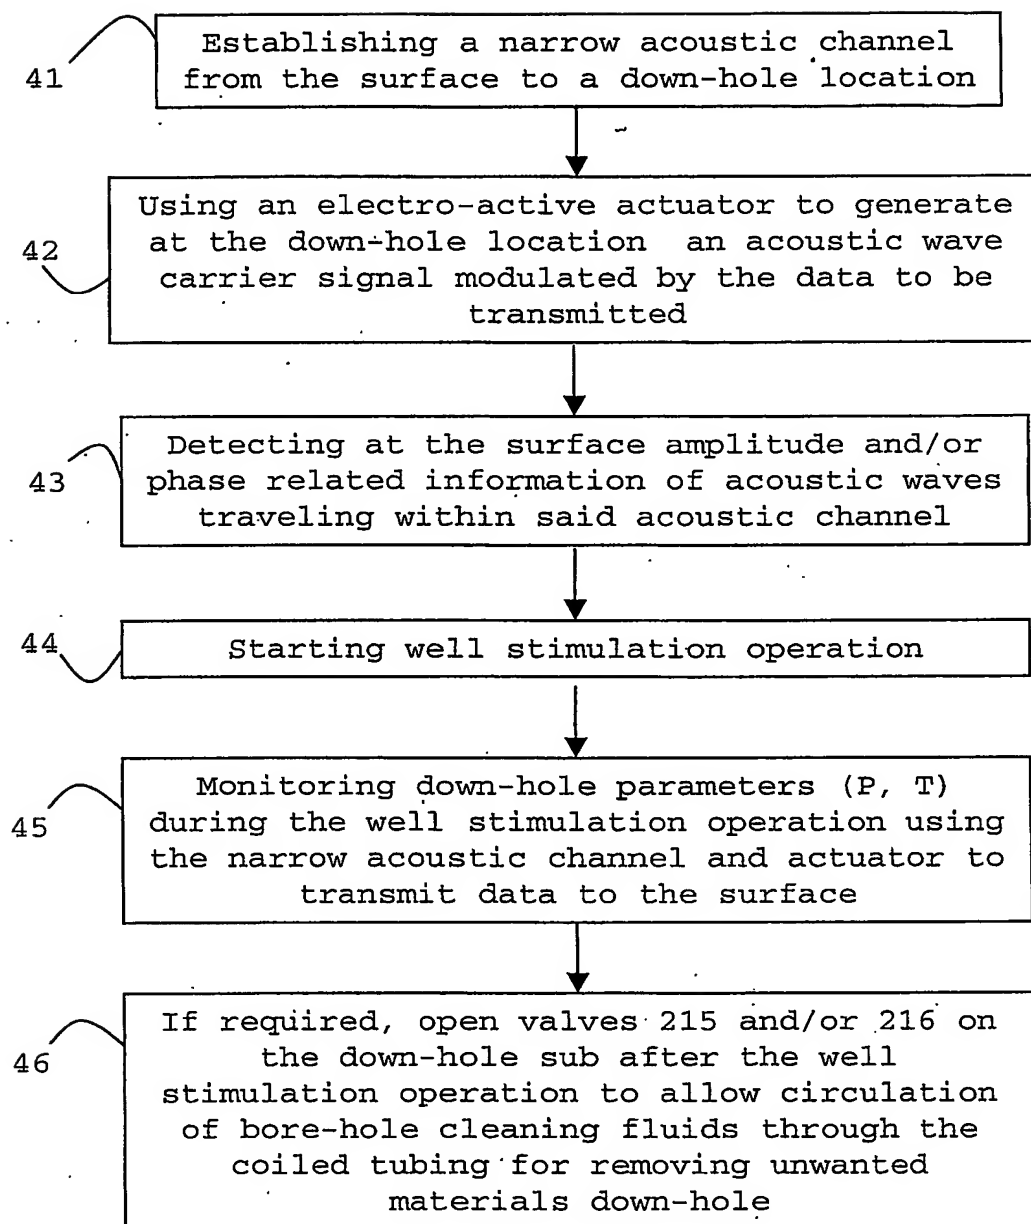 41
Establishing a narrow acoustic channel
from the surface to a down-hole location
42
Using an electro-active actuator to generate
at the down-hole location an acoustic wave
carrier signal modulated by the data to be
transmitted
43
Detecting at the surface amplitude and/or
phase related information of acoustic waves
traveling within said acoustic channel
44
Starting well stimulation operation
45
Monitoring down-hole parameters (P, T)
during the well stimulation operation using
the narrow acoustic channel and actuator to
transmit data to the surface
46
If required, open valves 215 and/or 216 on
the down-hole sub after the well
stimulation operation to allow circulation
of bore-hole cleaning fluids through the
coiled tubing for removing unwanted
materials down-hole